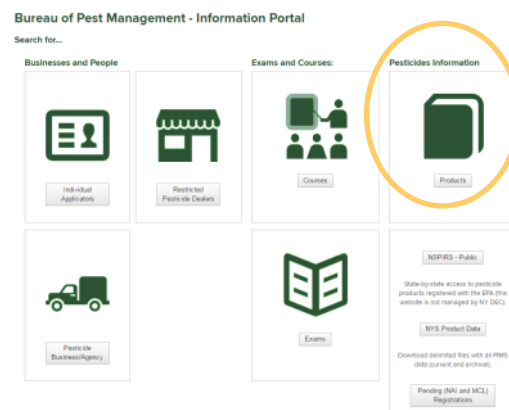 Bureau of Pest Management - Information Portal
Search for...
Businesses and People
Exams and Courses:
Pesticides Information
Individual
Applicators
Restricted
Pesticide Dealers
Courses
Products
Pesticide
Business/Agency
Exams
NSPIRS - Public
State-by-state access to pesticide
products registered with the EPA (this
website is not managed by NY DEC).
NYS Product Data
Download delimited files with all PIMS
data (current and archive).
Pending (NAI and MCL)
Registrations